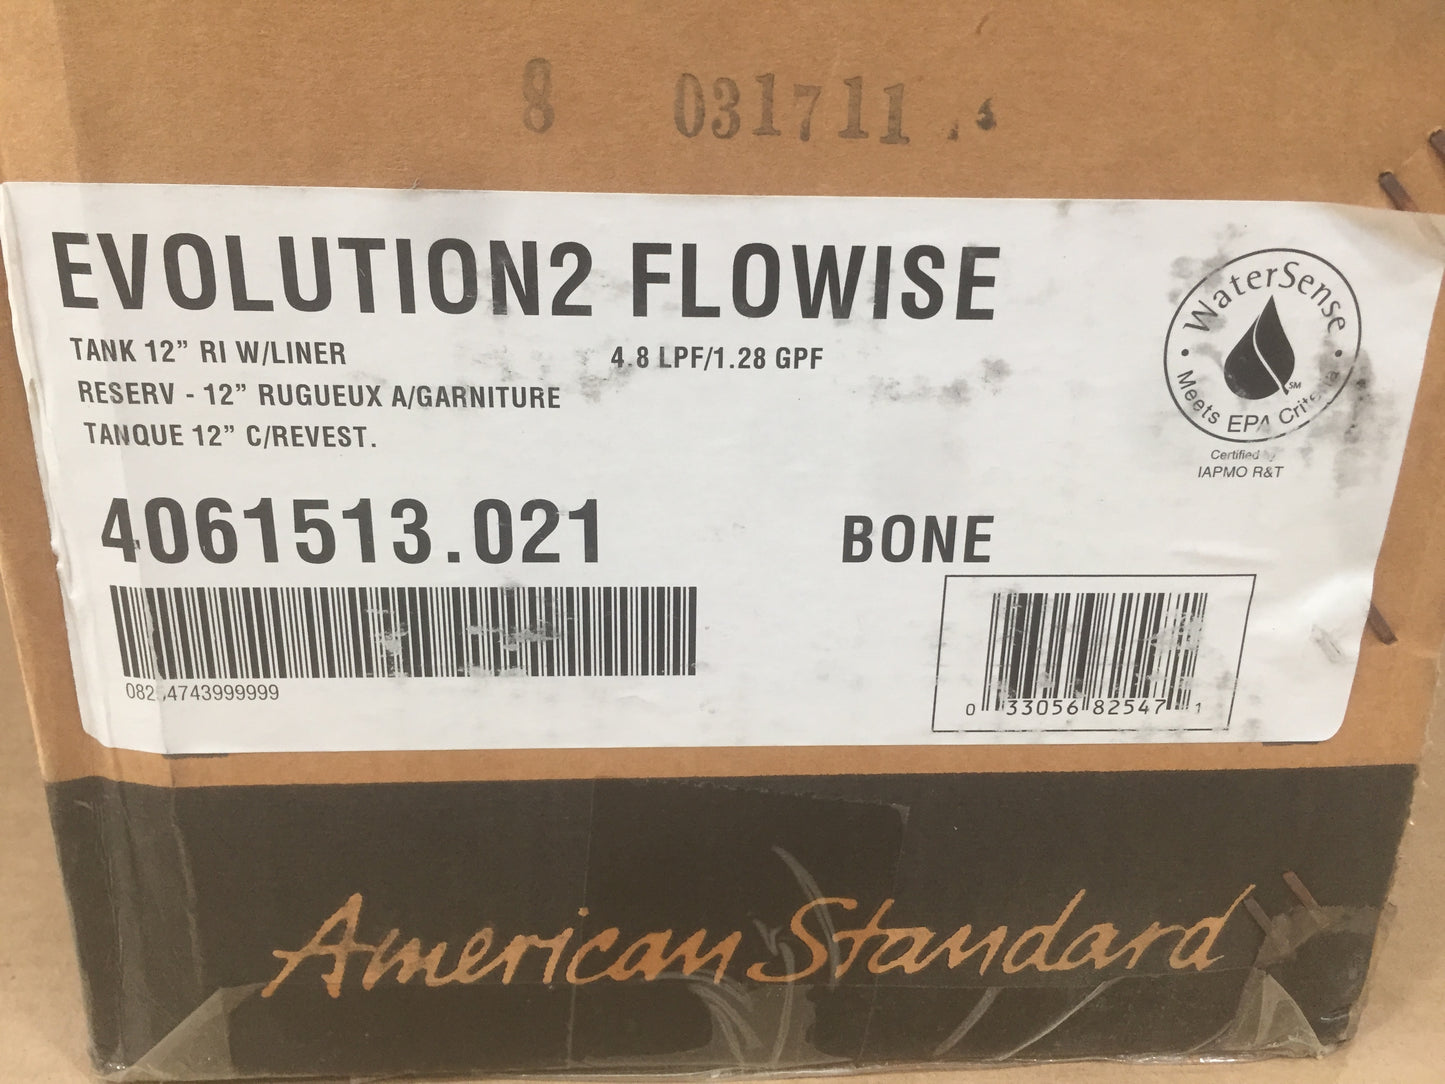 8 031711
EVOLUTION2 FLOWISE
TANK 12" RI W/LINER 4.8 LPF/1.28 GPF
RESERV - 12" RUGUEUX A/GARNITURE
TANQUE 12" C/REVEST.
WaterSense
Meets EPA Criteria
SM
Certified by
IAPMO R&T
4061513.021 BONE
0 33056 82547 1
American Standard